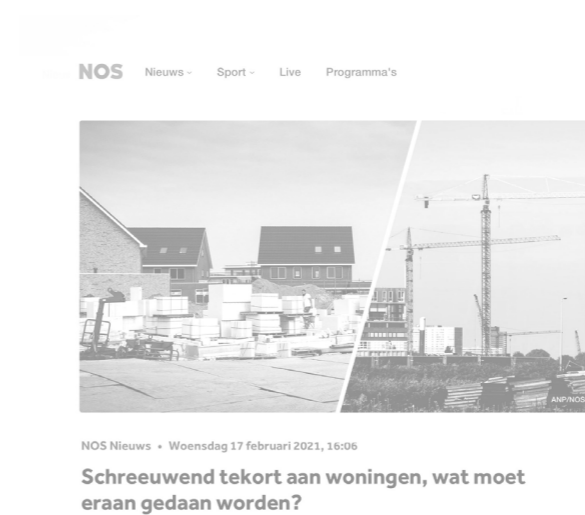 NOS Nieuws Sport Live Programma's
ANP/NOS
NOS Nieuws • Woensdag 17 februari 2021, 16:06
Schreeuwend tekort aan woningen, wat moet
eraan gedaan worden?